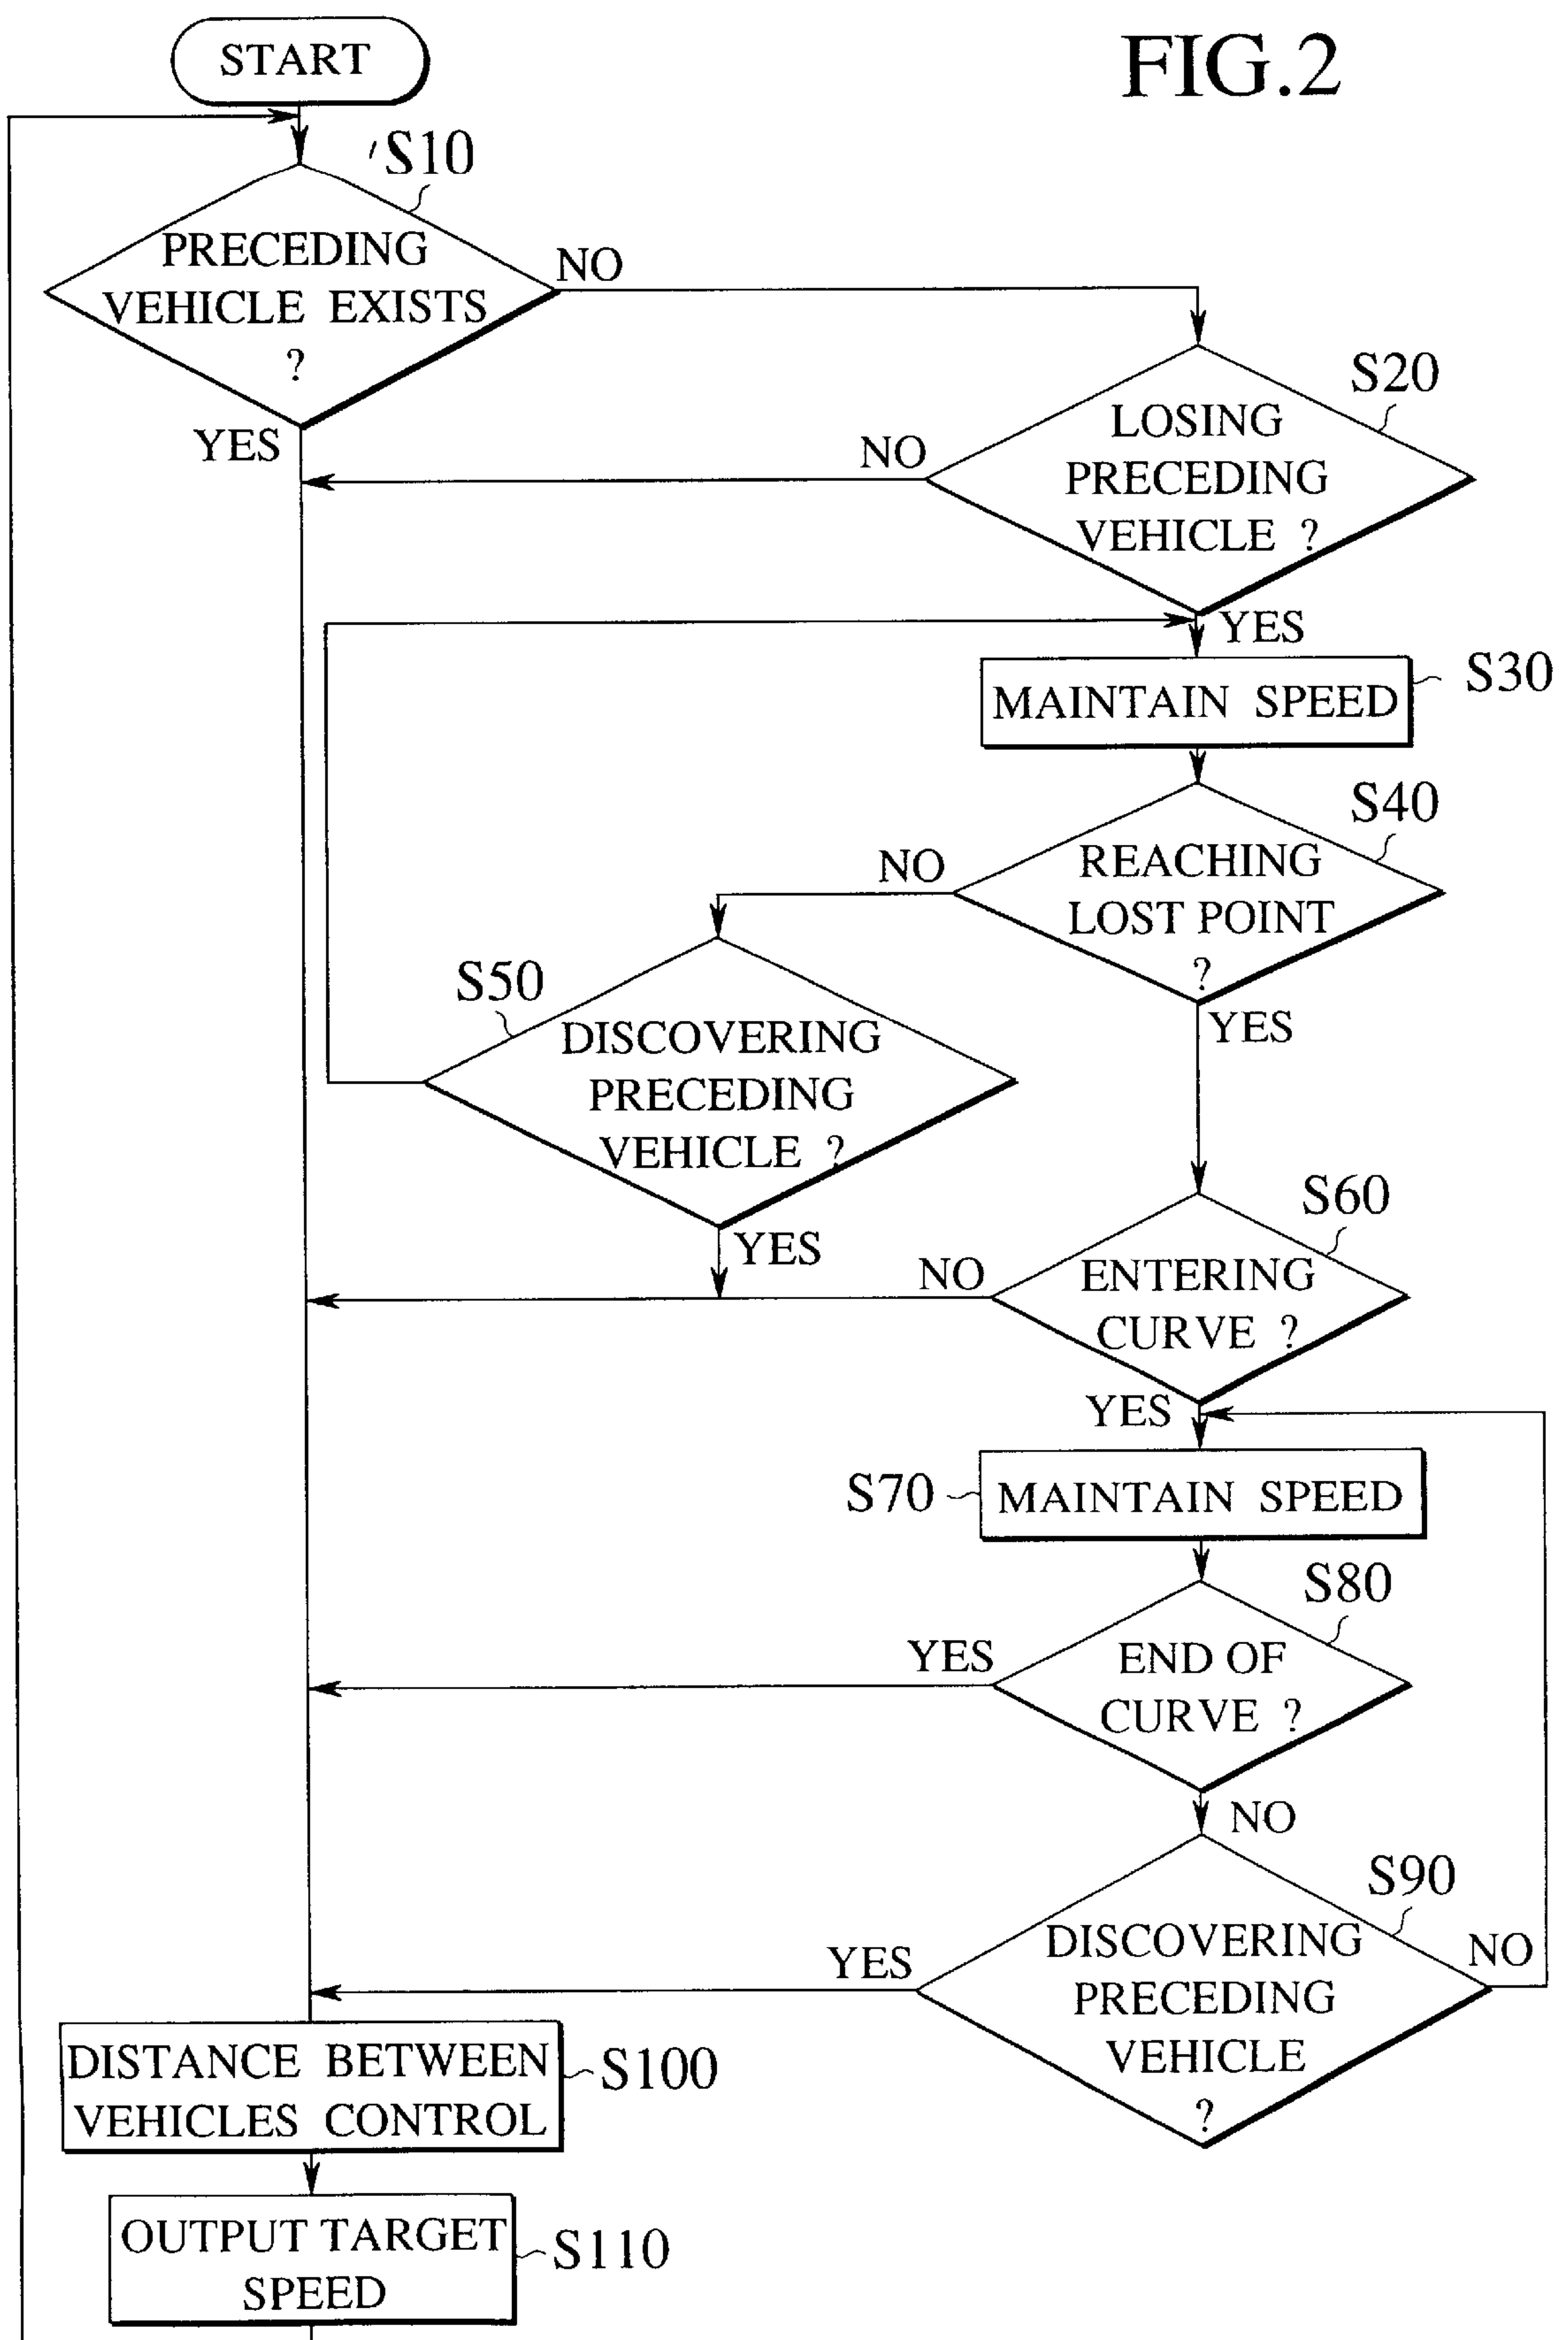 FIG.2
START
S10
PRECEDING
VEHICLE EXISTS
?
NO
YES
S20
LOSING
PRECEDING
VEHICLE ?
NO
YES
S30
MAINTAIN SPEED
S40
REACHING
LOST POINT
?
NO
YES
S50
DISCOVERING
PRECEDING
VEHICLE ?
YES
S60
ENTERING
CURVE ?
NO
YES
S70
MAINTAIN SPEED
S80
END OF
CURVE ?
YES
NO
S90
DISCOVERING
PRECEDING
VEHICLE
?
YES
NO
DISTANCE BETWEEN
VEHICLES CONTROL
S100
OUTPUT TARGET
SPEED
S110